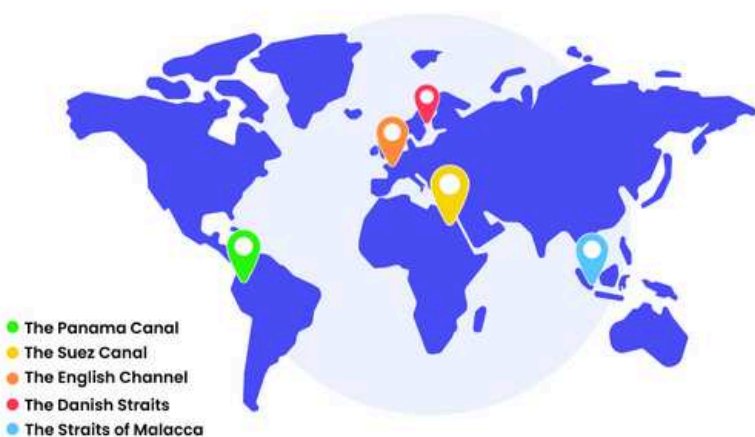 The Panama Canal
The Suez Canal
The English Channel
The Danish Straits
The Straits of Malacca